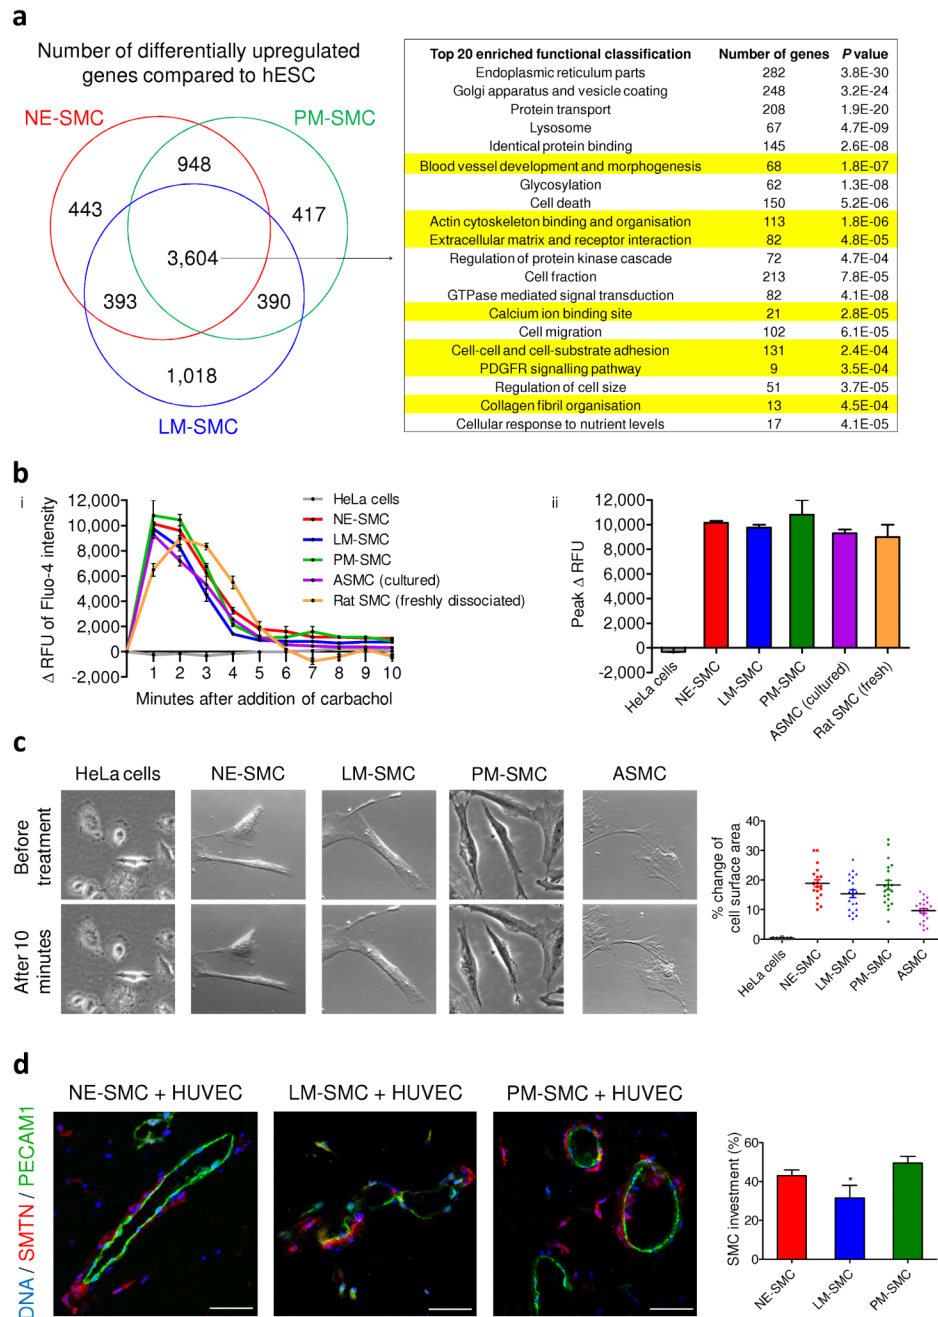 a
Number of differentially upregulated
genes compared to hESC
NE-SMC
PM-SMC
948
443
417
3,604
393
390
1,018
LM-SMC
Top 20 enriched functional classification Number of genes P value
Endoplasmic reticulum parts 282 3.8E-30
Golgi apparatus and vesicle coating 248 3.2E-24
Protein transport 208 1.9E-20
Lysosome 67 4.7E-09
Identical protein binding 145 2.6E-08
Blood vessel development and morphogenesis 68 1.8E-07
Glycosylation 62 1.3E-08
Cell death 150 5.2E-06
Actin cytoskeleton binding and organisation 113 1.8E-06
Extracellular matrix and receptor interaction 82 4.8E-05
Regulation of protein kinase cascade 72 4.7E-04
Cell fraction 213 7.8E-05
GTPase mediated signal transduction 82 4.1E-08
Calcium ion binding site 21 2.8E-05
Cell migration 102 6.1E-05
Cell-cell and cell-substrate adhesion 131 2.4E-04
PDGFR signalling pathway 9 3.5E-04
Regulation of cell size 51 3.7E-05
Collagen fibril organisation 13 4.5E-04
Cellular response to nutrient levels 17 4.1E-05
b
i
Δ RFU of Fluo-4 intensity
12,000
10,000
8,000
6,000
4,000
2,000
0
-2,000
1 2 3 4 5 6 7 8 9 10
Minutes after addition of carbachol
HeLa cells
NE-SMC
LM-SMC
PM-SMC
ASMC (cultured)
Rat SMC (freshly dissociated)
ii
Peak Δ RFU
12,000
10,000
8,000
6,000
4,000
2,000
0
-2,000
HeLa cells
NE-SMC
LM-SMC
PM-SMC
ASMC (cultured)
Rat SMC (fresh)
c
HeLa cells NE-SMC LM-SMC PM-SMC ASMC
Before
treatment
After 10
minutes
% change of
cell surface area
40
30
20
10
0
HeLa cells
NE-SMC
LM-SMC
PM-SMC
ASMC
d
NE-SMC + HUVEC LM-SMC + HUVEC PM-SMC + HUVEC
DNA / SMTN / PECAM1
SMC investment (%)
60
40
20
0
*
NE-SMC
LM-SMC
PM-SMC